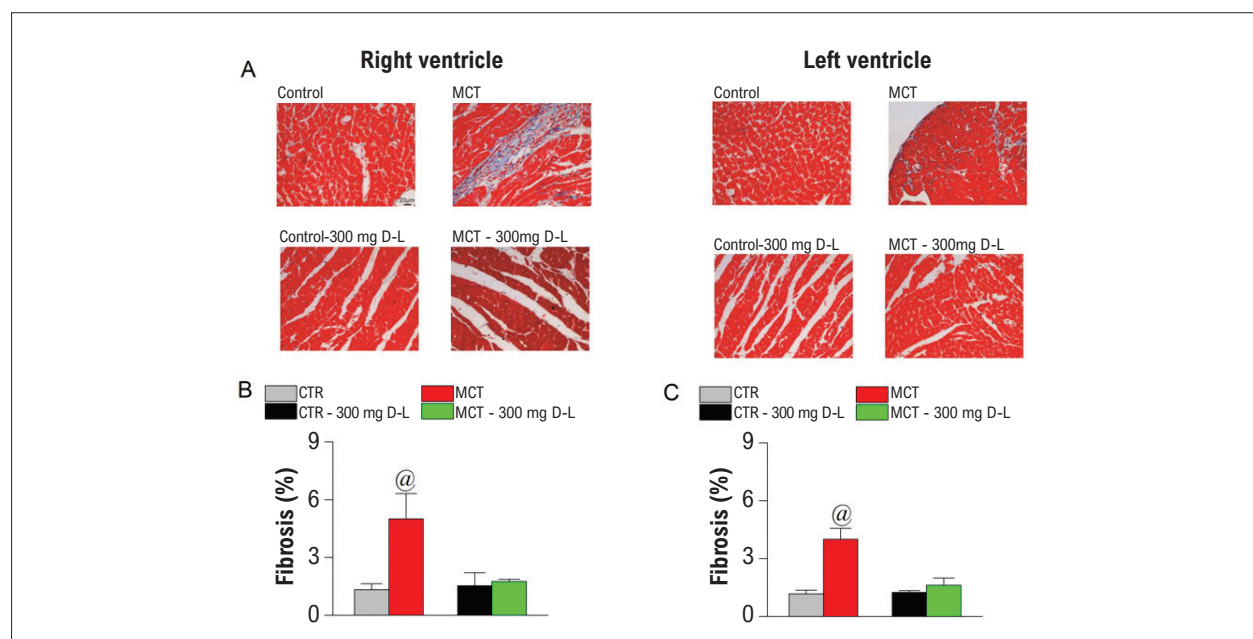 A
Right ventricle
Left ventricle
Control
MCT
Control
MCT
20µm
Control-300 mg D-L
MCT - 300mg D-L
Control-300 mg D-L
MCT - 300mg D-L
B
CTR
MCT
CTR - 300 mg D-L
MCT - 300 mg D-L
Fibrosis (%)
9
6
3
0
@
C
CTR
MCT
CTR - 300 mg D-L
MCT - 300 mg D-L
Fibrosis (%)
9
6
3
0
@